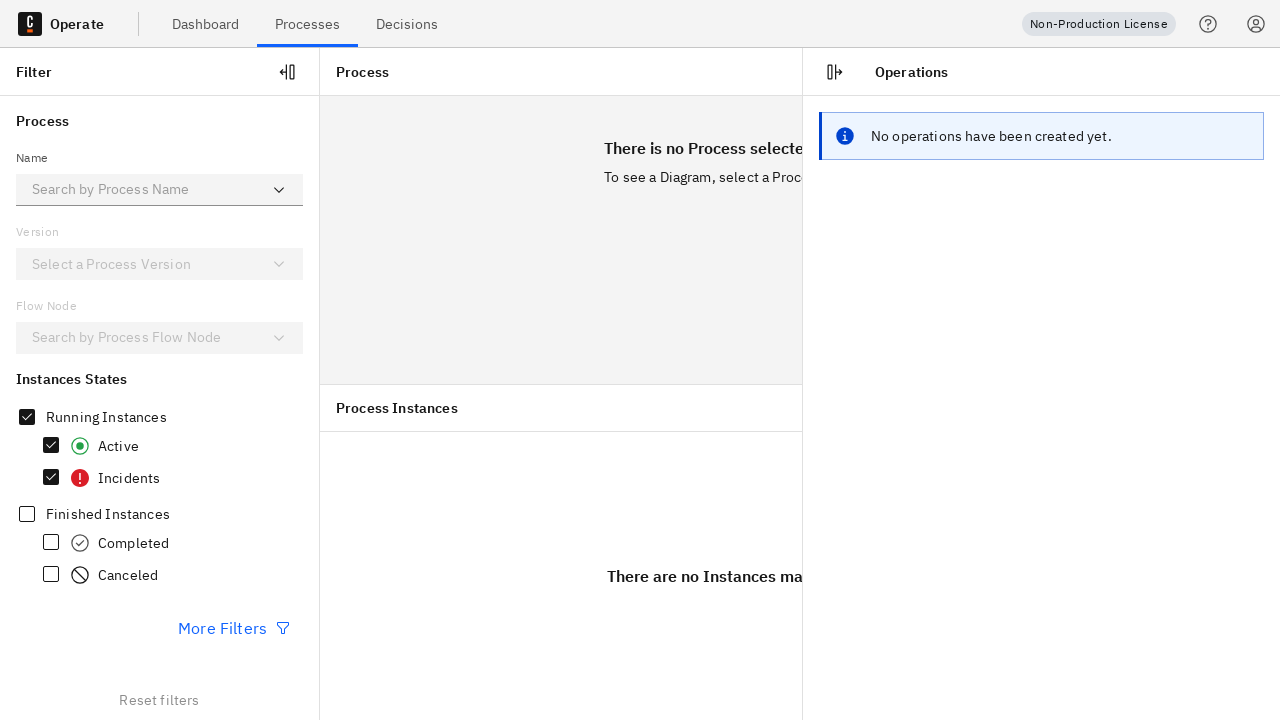 Operate
Dashboard
Processes
Decisions
Non-Production License
Filter
Process
Name
Search by Process Name
Version
Select a Process Version
Flow Node
Search by Process Flow Node
Instances States
Running Instances
Active
Incidents
Finished Instances
Completed
Canceled
More Filters
Reset filters
Process
There is no Process selecte
To see a Diagram, select a Proc
Process Instances
There are no Instances ma
Operations
No operations have been created yet.